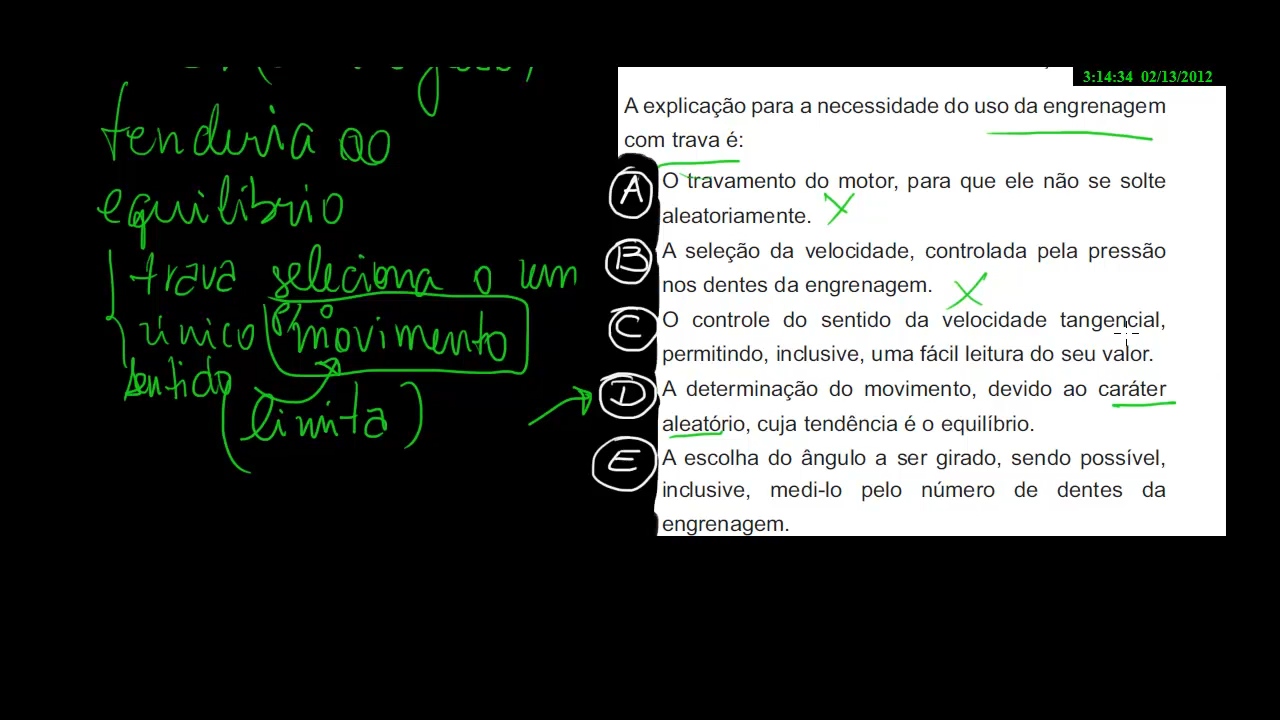 tenderia ao
equilíbrio
trava seleciona o um
único movimento
sentido
(limita)
3:14:34 02/13/2012
A explicação para a necessidade do uso da engrenagem
com trava é:
A O travamento do motor, para que ele não se solte
aleatoriamente.
B A seleção da velocidade, controlada pela pressão
nos dentes da engrenagem.
C O controle do sentido da velocidade tangencial,
permitindo, inclusive, uma fácil leitura do seu valor.
D A determinação do movimento, devido ao caráter
aleatório, cuja tendência é o equilíbrio.
E A escolha do ângulo a ser girado, sendo possível,
inclusive, medi-lo pelo número de dentes da
engrenagem.